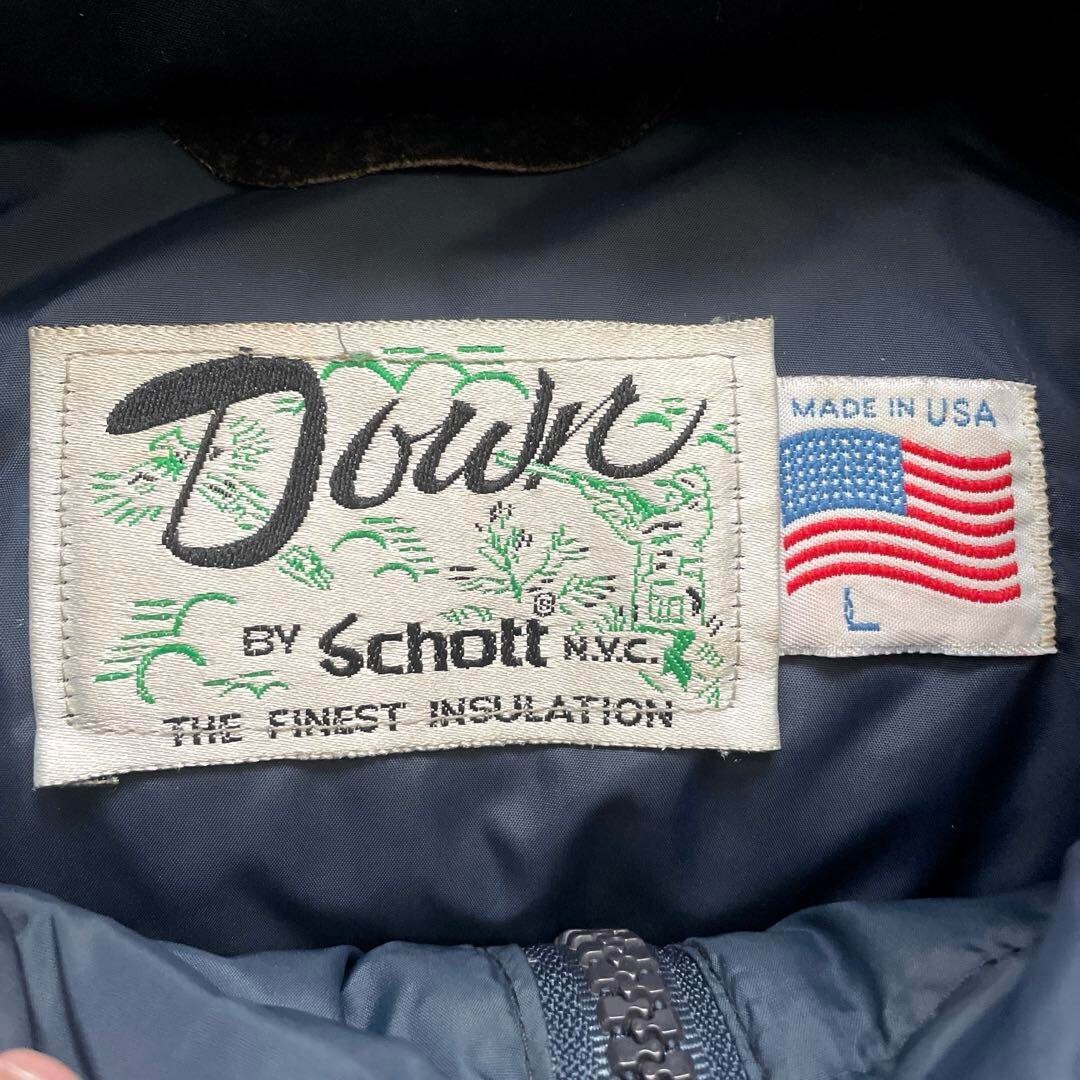 Down
BY Schott® N.Y.C.
THE FINEST INSULATION
MADE IN USA
L